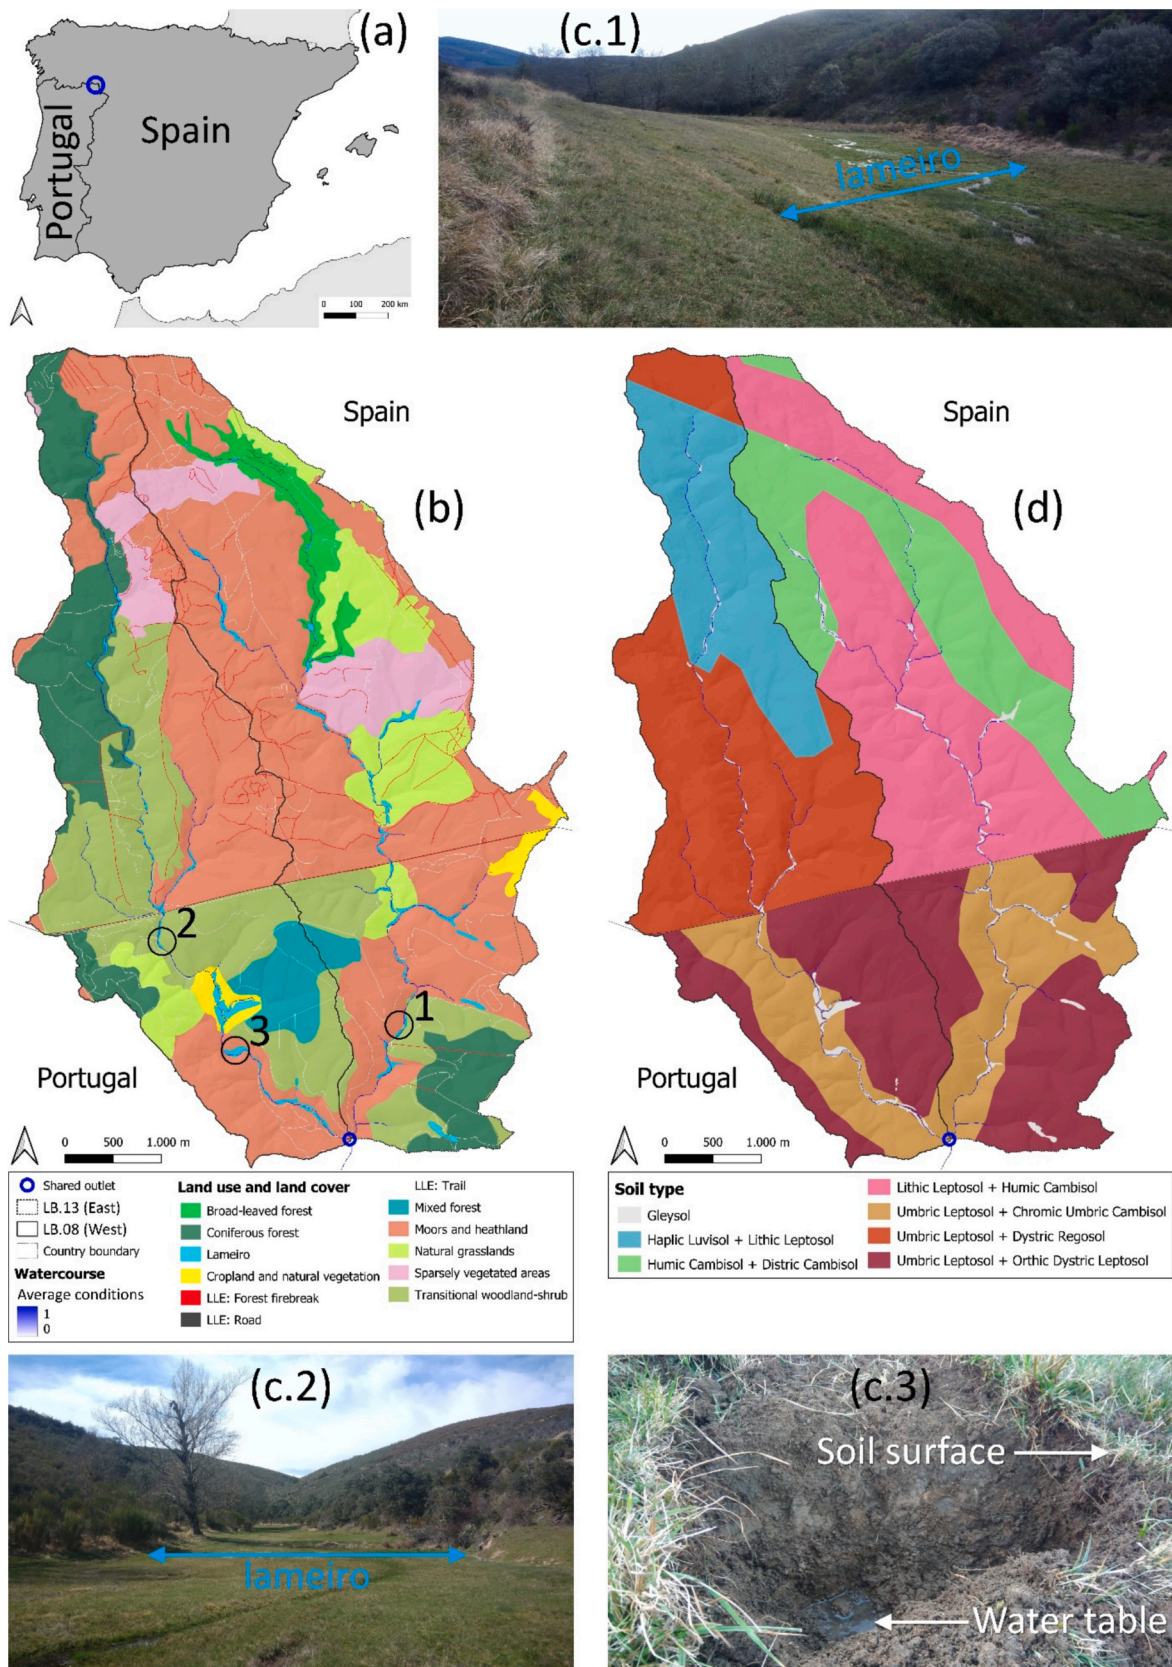 (a)
Portugal
Spain
0 100 200 km
(c.1)
lameiro
Spain
(b)
2
3
1
Portugal
0 500 1.000 m
Spain
(d)
Portugal
0 500 1.000 m
Shared outlet
LB.13 (East)
LB.08 (West)
Country boundary
Watercourse
Average conditions
1
0
Land use and land cover
Broad-leaved forest
Coniferous forest
Lameiro
Cropland and natural vegetation
LLE: Forest firebreak
LLE: Road
LLE: Trail
Mixed forest
Moors and heathland
Natural grasslands
Sparsely vegetated areas
Transitional woodland-shrub
Soil type
Gleysol
Haplic Luvisol + Lithic Leptosol
Humic Cambisol + Distric Cambisol
Lithic Leptosol + Humic Cambisol
Umbric Leptosol + Chromic Umbric Cambisol
Umbric Leptosol + Dystric Regosol
Umbric Leptosol + Orthic Dystric Leptosol
(c.2)
lameiro
(c.3)
Soil surface
Water table